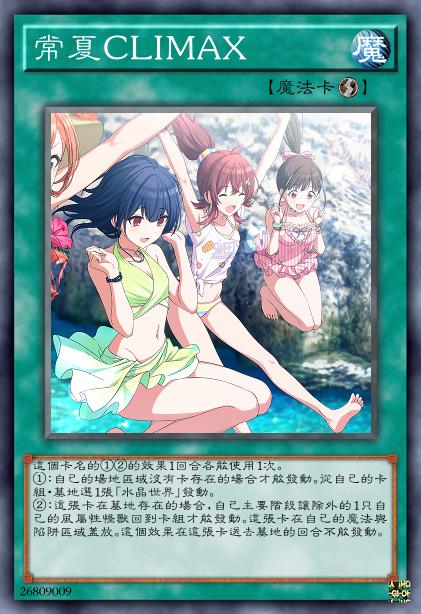 常夏CLIMAX
魔
【魔法卡】
這個卡名的①②的效果1回合各能使用1次。
①：自己的場地區域沒有卡存在的場合才能發動。從自己的卡
組·墓地選1張「水晶世界」發動。
②：這張卡在墓地存在的場合，自己主要階段讓除外的1只自
己的風屬性怪獸回到卡組才能發動。這張卡在自己的魔法與
陷阱區域蓋放。這個效果在這張卡送去墓地的回合不能發動。
26809009